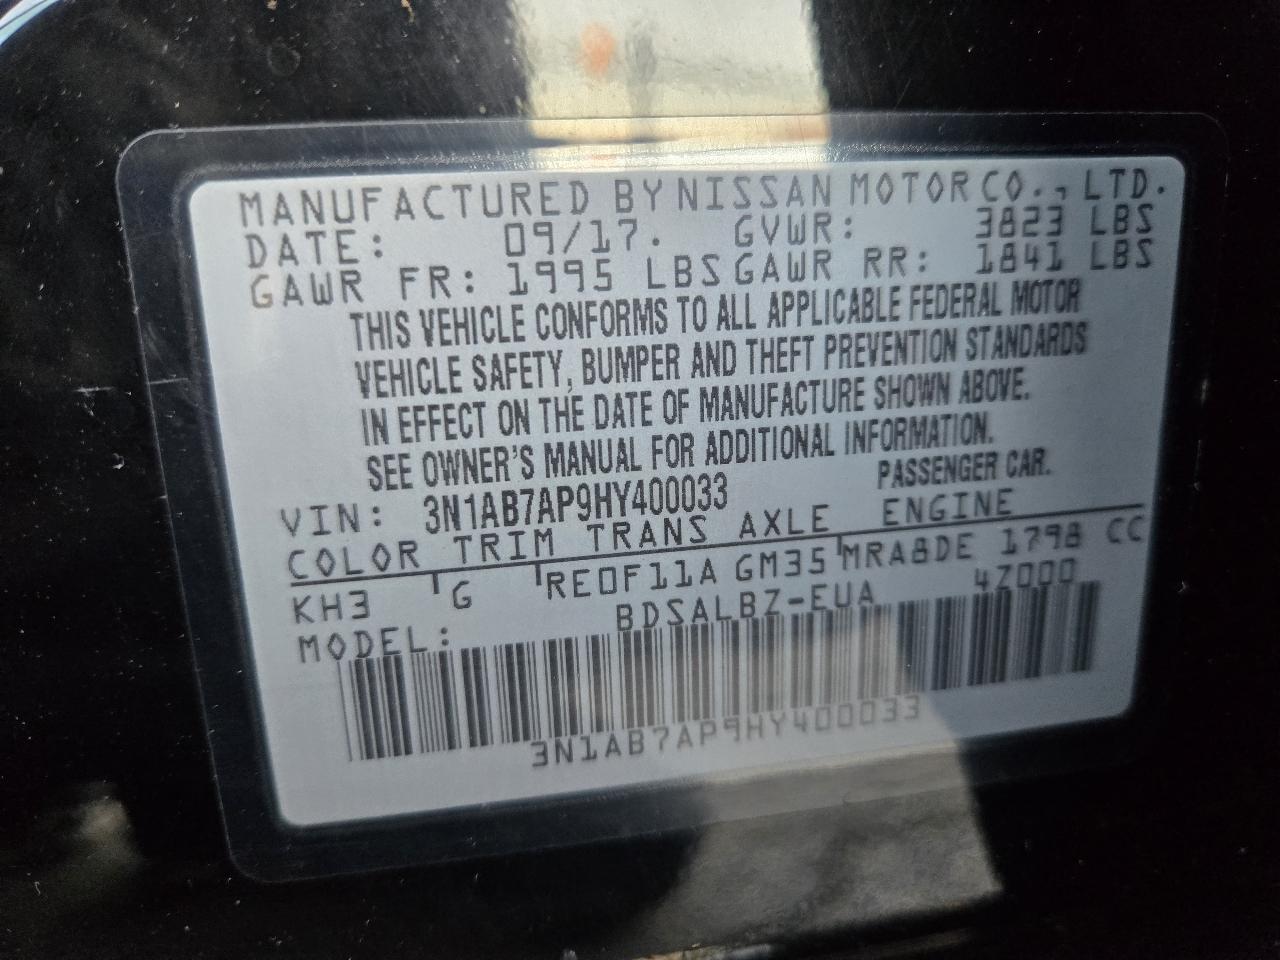 MANUFACTURED BY NISSAN MOTOR CO., LTD.
DATE: 09/17. GVWR: 3823 LBS
GAWR FR: 1995 LBS GAWR RR: 1841 LBS
THIS VEHICLE CONFORMS TO ALL APPLICABLE FEDERAL MOTOR
VEHICLE SAFETY, BUMPER AND THEFT PREVENTION STANDARDS
IN EFFECT ON THE DATE OF MANUFACTURE SHOWN ABOVE.
SEE OWNER'S MANUAL FOR ADDITIONAL INFORMATION.
VIN: 3N1AB7AP9HY400033 PASSENGER CAR.
COLOR TRIM TRANS AXLE ENGINE
KH3 G RE0F11A GM35 MRA8DE 1798 CC
MODEL: BDSALBZ-EUA 4Z000
3N1AB7AP9HY400033